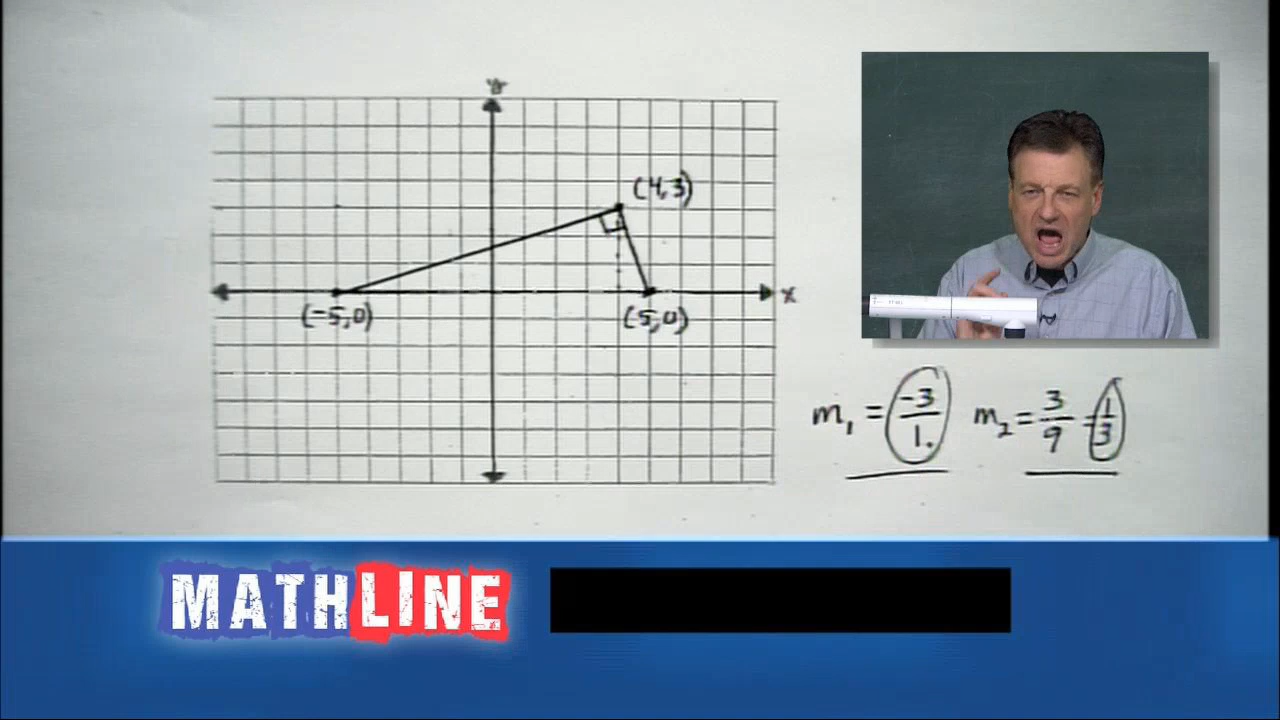 y
(4,3)
x
(-5,0)
(5,0)
m₁ = -3/1. m₂ = 3/9 = 1/3
MATHLINE